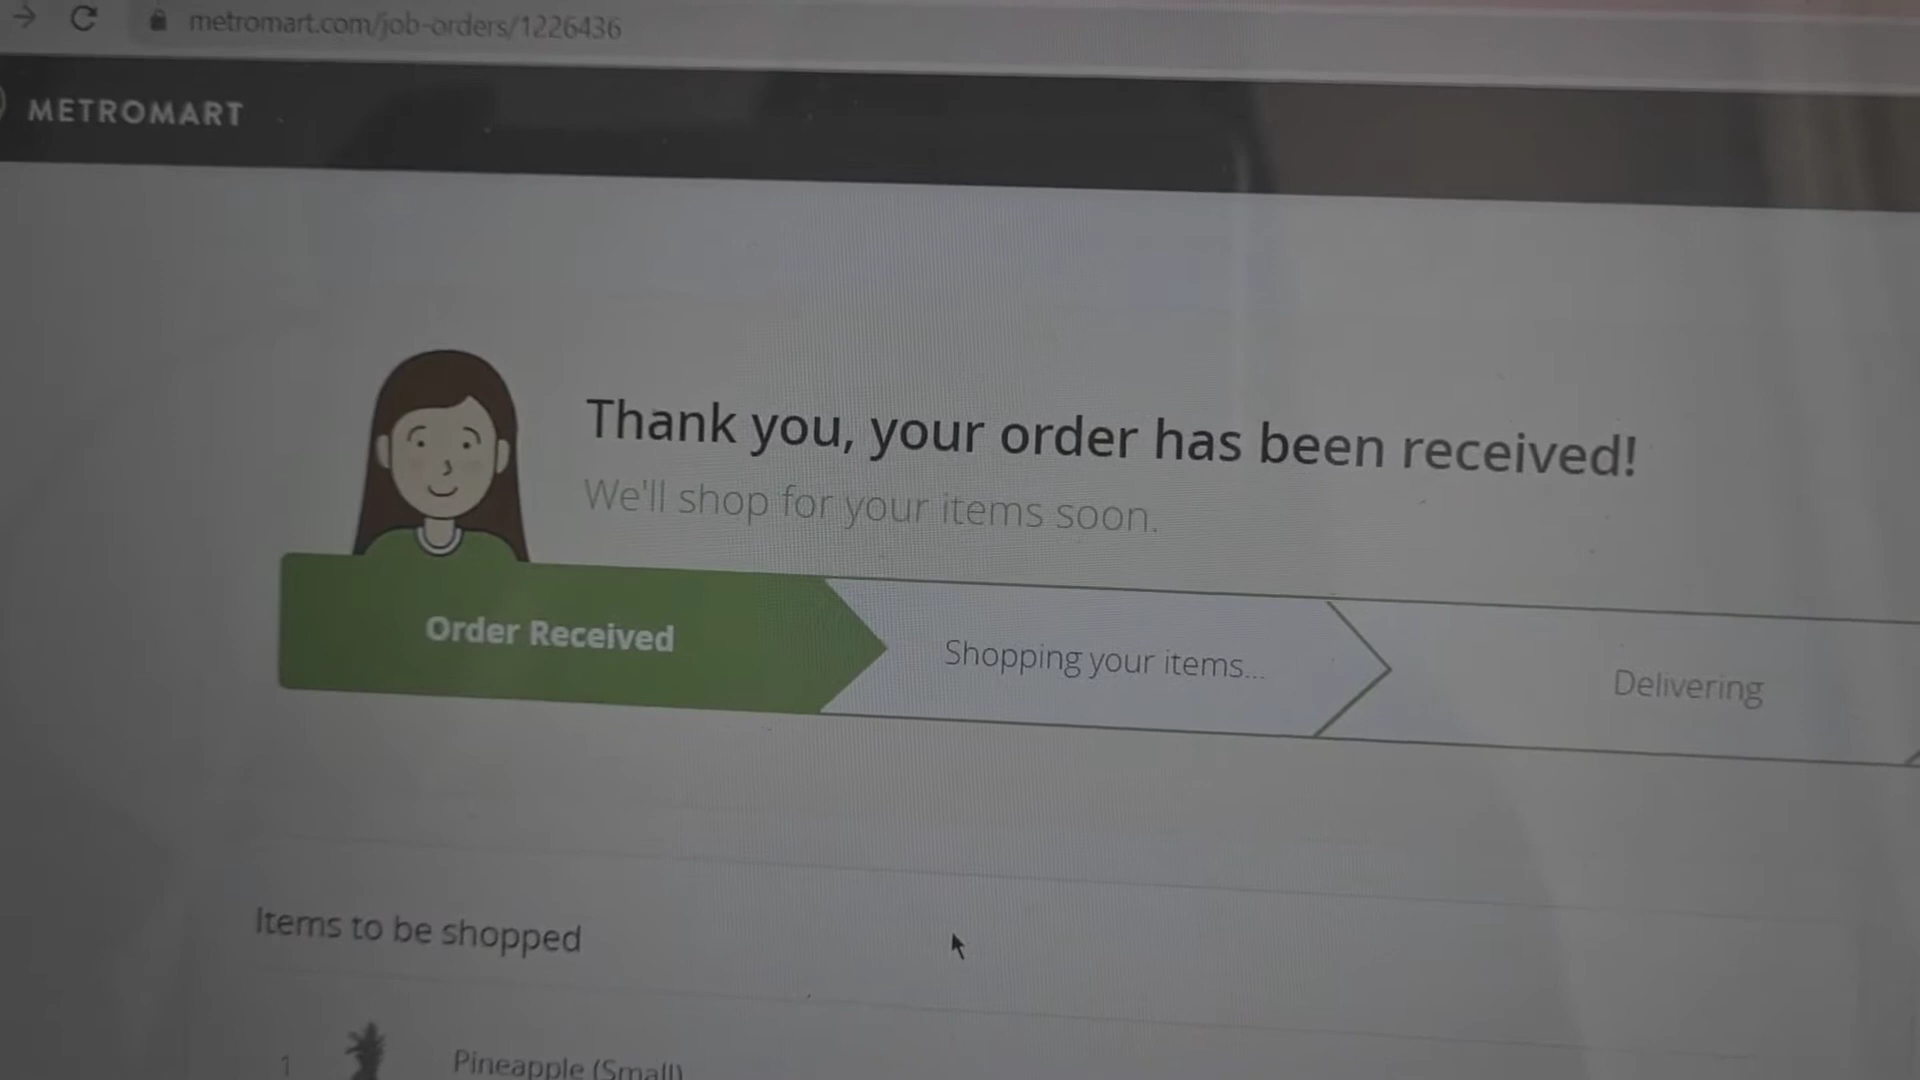 metromart.com/job-orders/1226436
METROMART
Thank you, your order has been received!
We'll shop for your items soon.
Order Received
Shopping your items...
Delivering
Items to be shopped
1 Pineapple (Small)